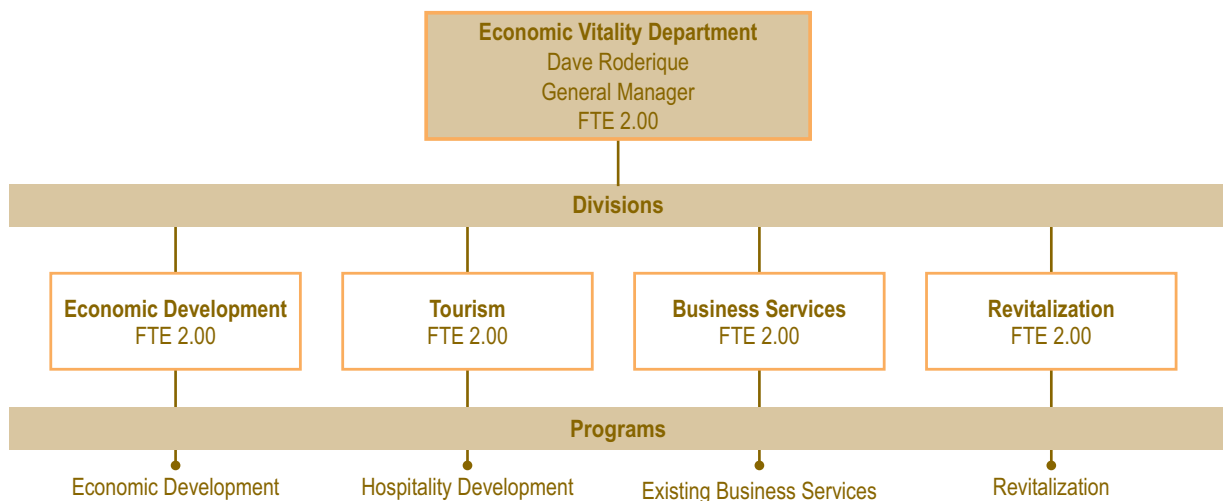 Economic Vitality Department
Dave Roderique
General Manager
FTE 2.00
Divisions
Economic Development
FTE 2.00
Tourism
FTE 2.00
Business Services
FTE 2.00
Revitalization
FTE 2.00
Programs
Economic Development
Hospitality Development
Existing Business Services
Revitalization